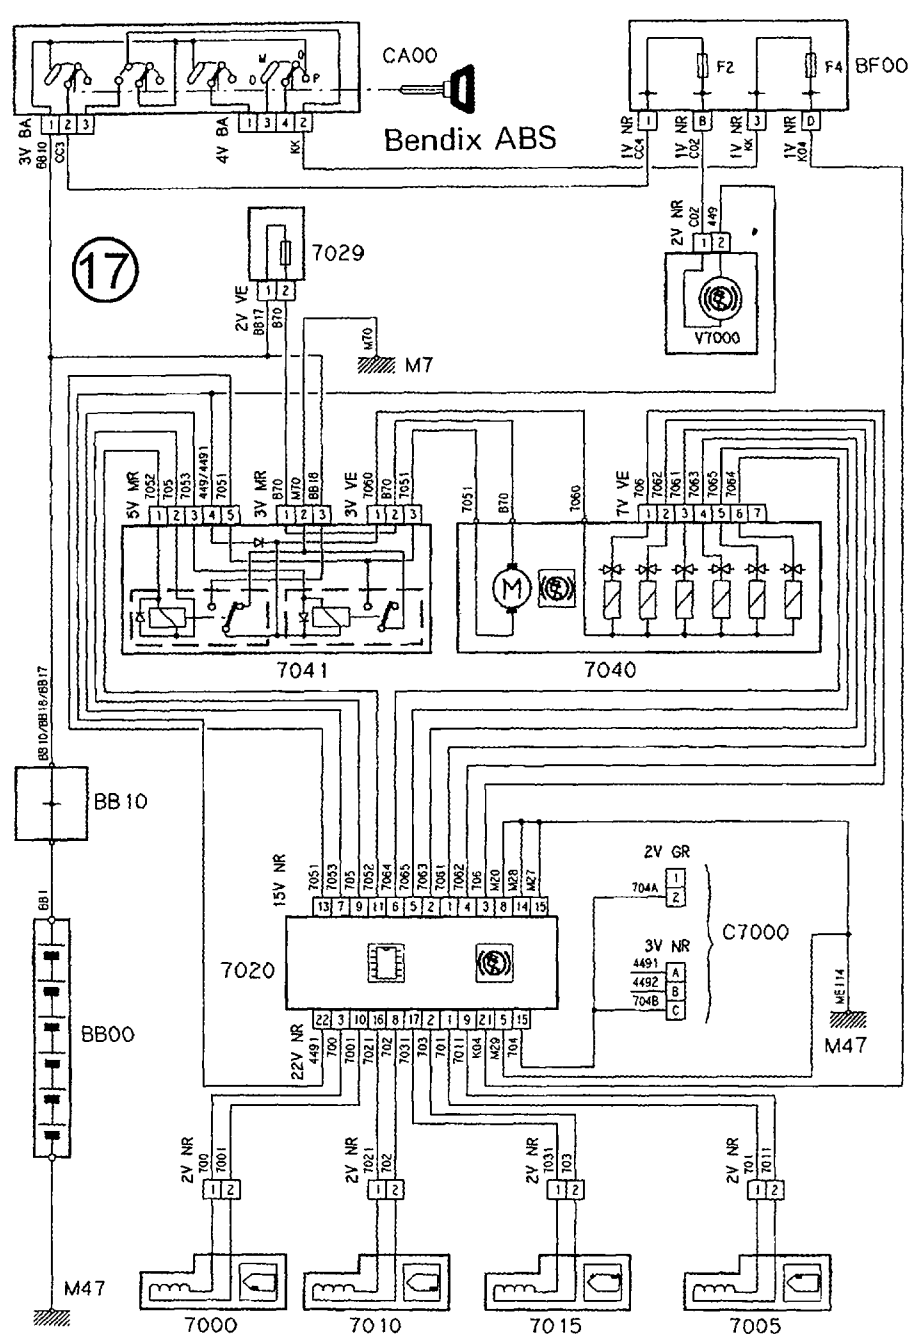 CA00
BF00
F2
F4
M O D P
3V BA
1 2 3
4V BA
1 3 4 2
BB10
CC3
KK
Bendix ABS
1V NR
1
CC4
1V NR
B
C02
1V NR
3
KK
1V NR
D
K04
17
7029
2V VE
1 2
BB17
B70
M70
M7
2V NR
C02
449
1 2
V7000
5V MR
7052
705
7053
449/4491
7051
1 2 3 4 5
3V MR
B70
M70
BB18
1 2 3
3V VE
7060
B70
7051
1 2 3
7051
B70
7060
7V VE
706
7062
7061
7063
7065
7064
1 2 3 4 5 6 7
M
7041
7040
BB10/BB18/BB17
BB10
BB1
BB00
M47
15V NR
7051
7053
705
7052
7064
7065
7063
7061
7062
706
M20
M28
M27
13 7 9 11 6 5 2 1 4 3 8 14 15
7020
22V NR
22 3 10 16 8 17 2 1 9 21 5 15
4491
700
7001
7021
702
7031
703
701
7011
K04
M29
704
2V GR
704A
1
2
3V NR
4491
4492
704B
A
B
C
C7000
ME114
M47
2V NR
700
7001
1 2
7000
2V NR
7021
702
1 2
7010
2V NR
7031
703
1 2
7015
2V NR
701
7011
1 2
7005